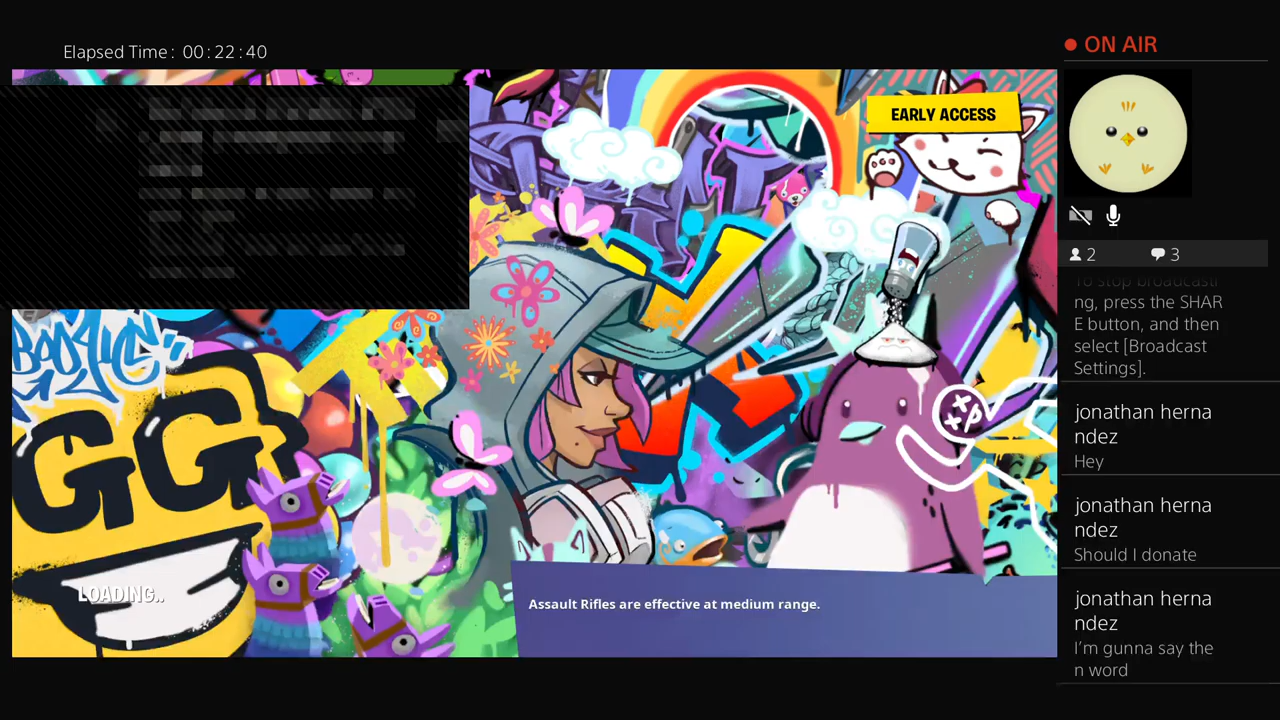 Elapsed Time: 00:22:40
ON AIR
EARLY ACCESS
2
3
ng, press the SHAR
E button, and then
select [Broadcast
Settings].
jonathan herna
ndez
Hey
jonathan herna
ndez
Should I donate
jonathan herna
ndez
I'm gunna say the
n word
GG
LOADING..
Assault Rifles are effective at medium range.